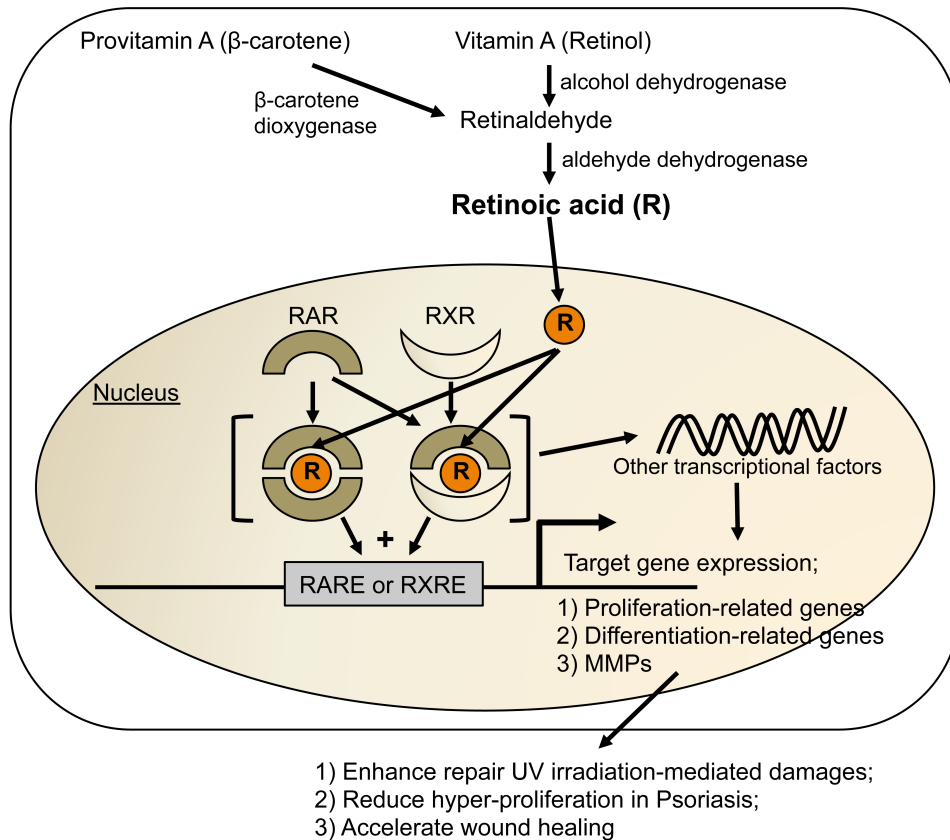 Provitamin A (β-carotene)
Vitamin A (Retinol)
alcohol dehydrogenase
β-carotene
dioxygenase
Retinaldehyde
aldehyde dehydrogenase
Retinoic acid (R)
RAR
RXR
R
Nucleus
R
R
Other transcriptional factors
+
Target gene expression;
RARE or RXRE
1) Proliferation-related genes
2) Differentiation-related genes
3) MMPs
1) Enhance repair UV irradiation-mediated damages;
2) Reduce hyper-proliferation in Psoriasis;
3) Accelerate wound healing